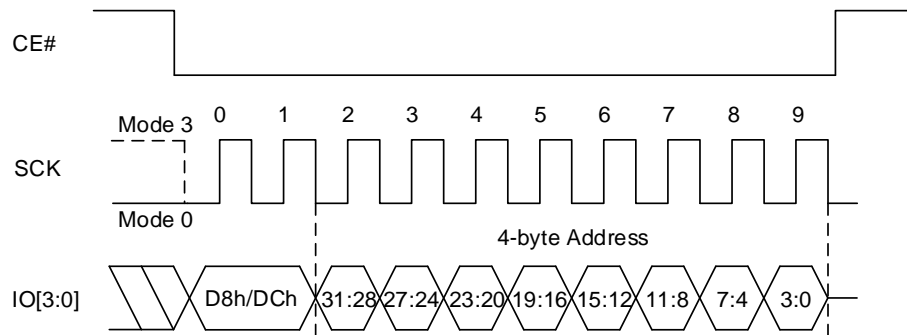 CE#
0 1 2 3 4 5 6 7 8 9
Mode 3
SCK
Mode 0
4-byte Address
IO[3:0] D8h/DCh 31:28 27:24 23:20 19:16 15:12 11:8 7:4 3:0